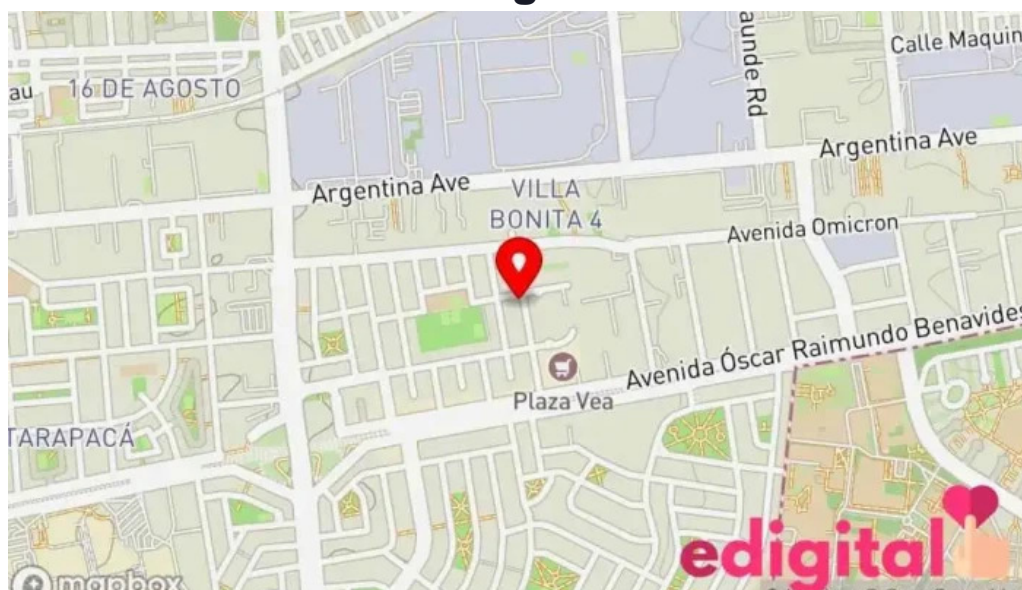 au
16 DE AGOSTO
aunde Rd
Calle Maquin
Argentina Ave
Argentina Ave
VILLA
BONITA 4
Avenida Omicron
Avenida Óscar Raimundo Benavides
Plaza Vea
TARAPACÁ
edigital
mapbox